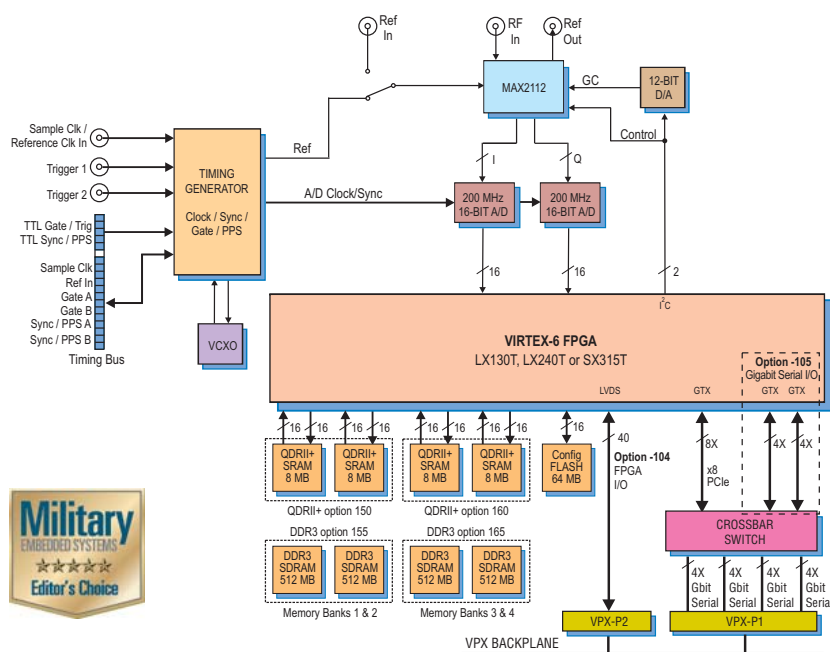 Ref
In
RF
In
Ref
Out
MAX2112
GC
12-BIT
D/A
Control
Sample Clk /
Reference Clk In
Trigger 1
Trigger 2
TTL Gate / Trig
TTL Sync / PPS
Sample Clk
Ref In
Gate A
Gate B
Sync / PPS A
Sync / PPS B
Timing Bus
TIMING
GENERATOR
Clock / Sync /
Gate / PPS
Ref
A/D Clock/Sync
VCXO
I
Q
200 MHz
16-BIT A/D
200 MHz
16-BIT A/D
16
16
2
I2C
VIRTEX-6 FPGA
LX130T, LX240T or SX315T
Option -105
Gigabit Serial I/O
LVDS
GTX
GTX
GTX
16
16
16
16
16
16
16
16
16
40
8X
4X
4X
QDRII+
SRAM
8 MB
QDRII+
SRAM
8 MB
QDRII+
SRAM
8 MB
QDRII+
SRAM
8 MB
Config
FLASH
64 MB
Option -104
FPGA
I/O
x8
PCIe
QDRII+ option 150
QDRII+ option 160
DDR3 option 155
DDR3 option 165
DDR3
SDRAM
512 MB
DDR3
SDRAM
512 MB
DDR3
SDRAM
512 MB
DDR3
SDRAM
512 MB
Memory Banks 1 & 2
Memory Banks 3 & 4
CROSSBAR
SWITCH
4X
Gbit
Serial
4X
Gbit
Serial
4X
Gbit
Serial
4X
Gbit
Serial
VPX-P2
VPX-P1
VPX BACKPLANE
Military
EMBEDDED SYSTEMS
Editor's Choice